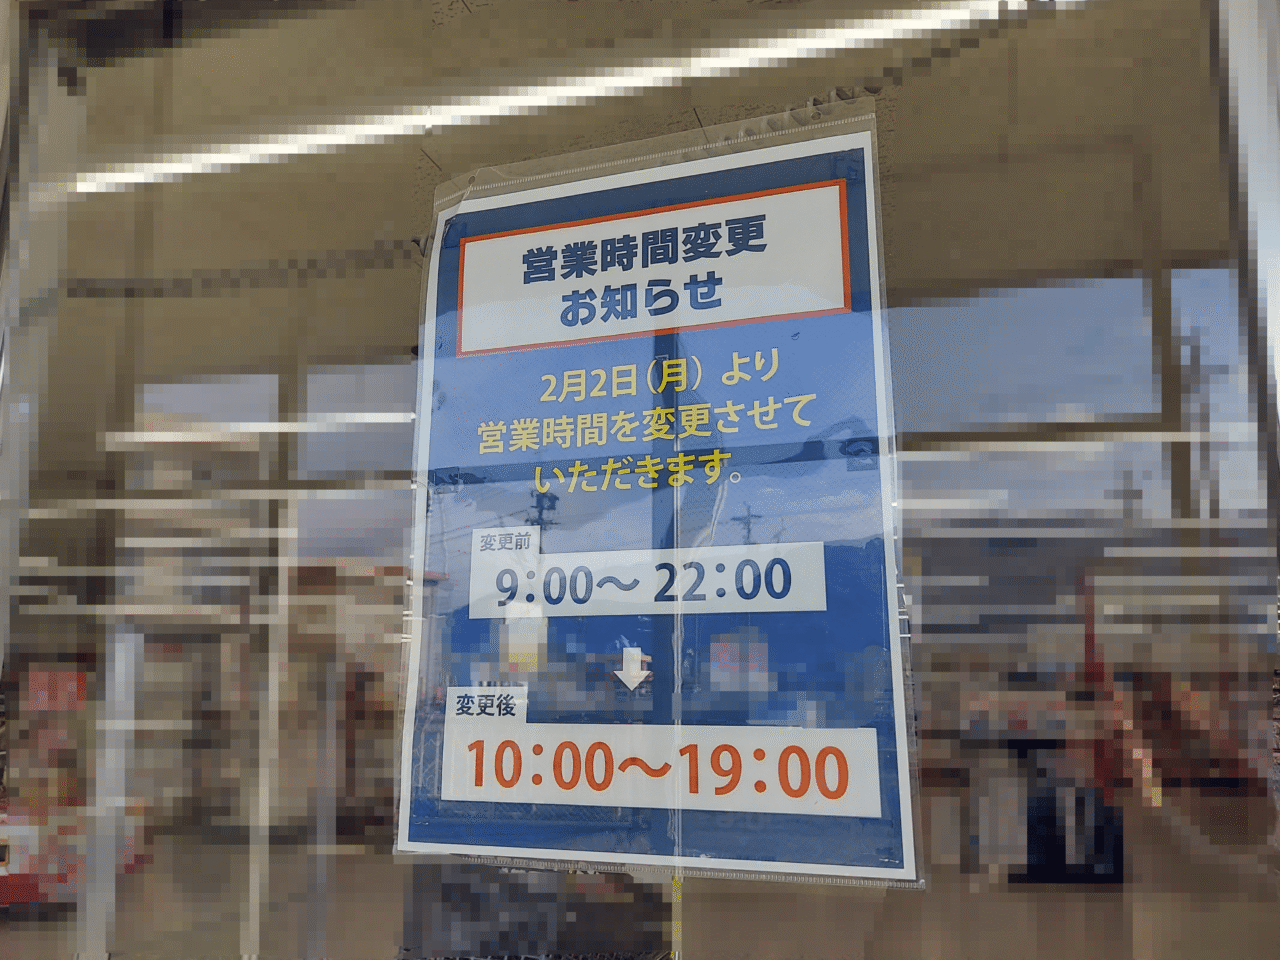 営業時間変更
お知らせ
2月2日（月）より
営業時間を変更させて
いただきます。
変更前
9：00～22：00
変更後
10：00～19：00